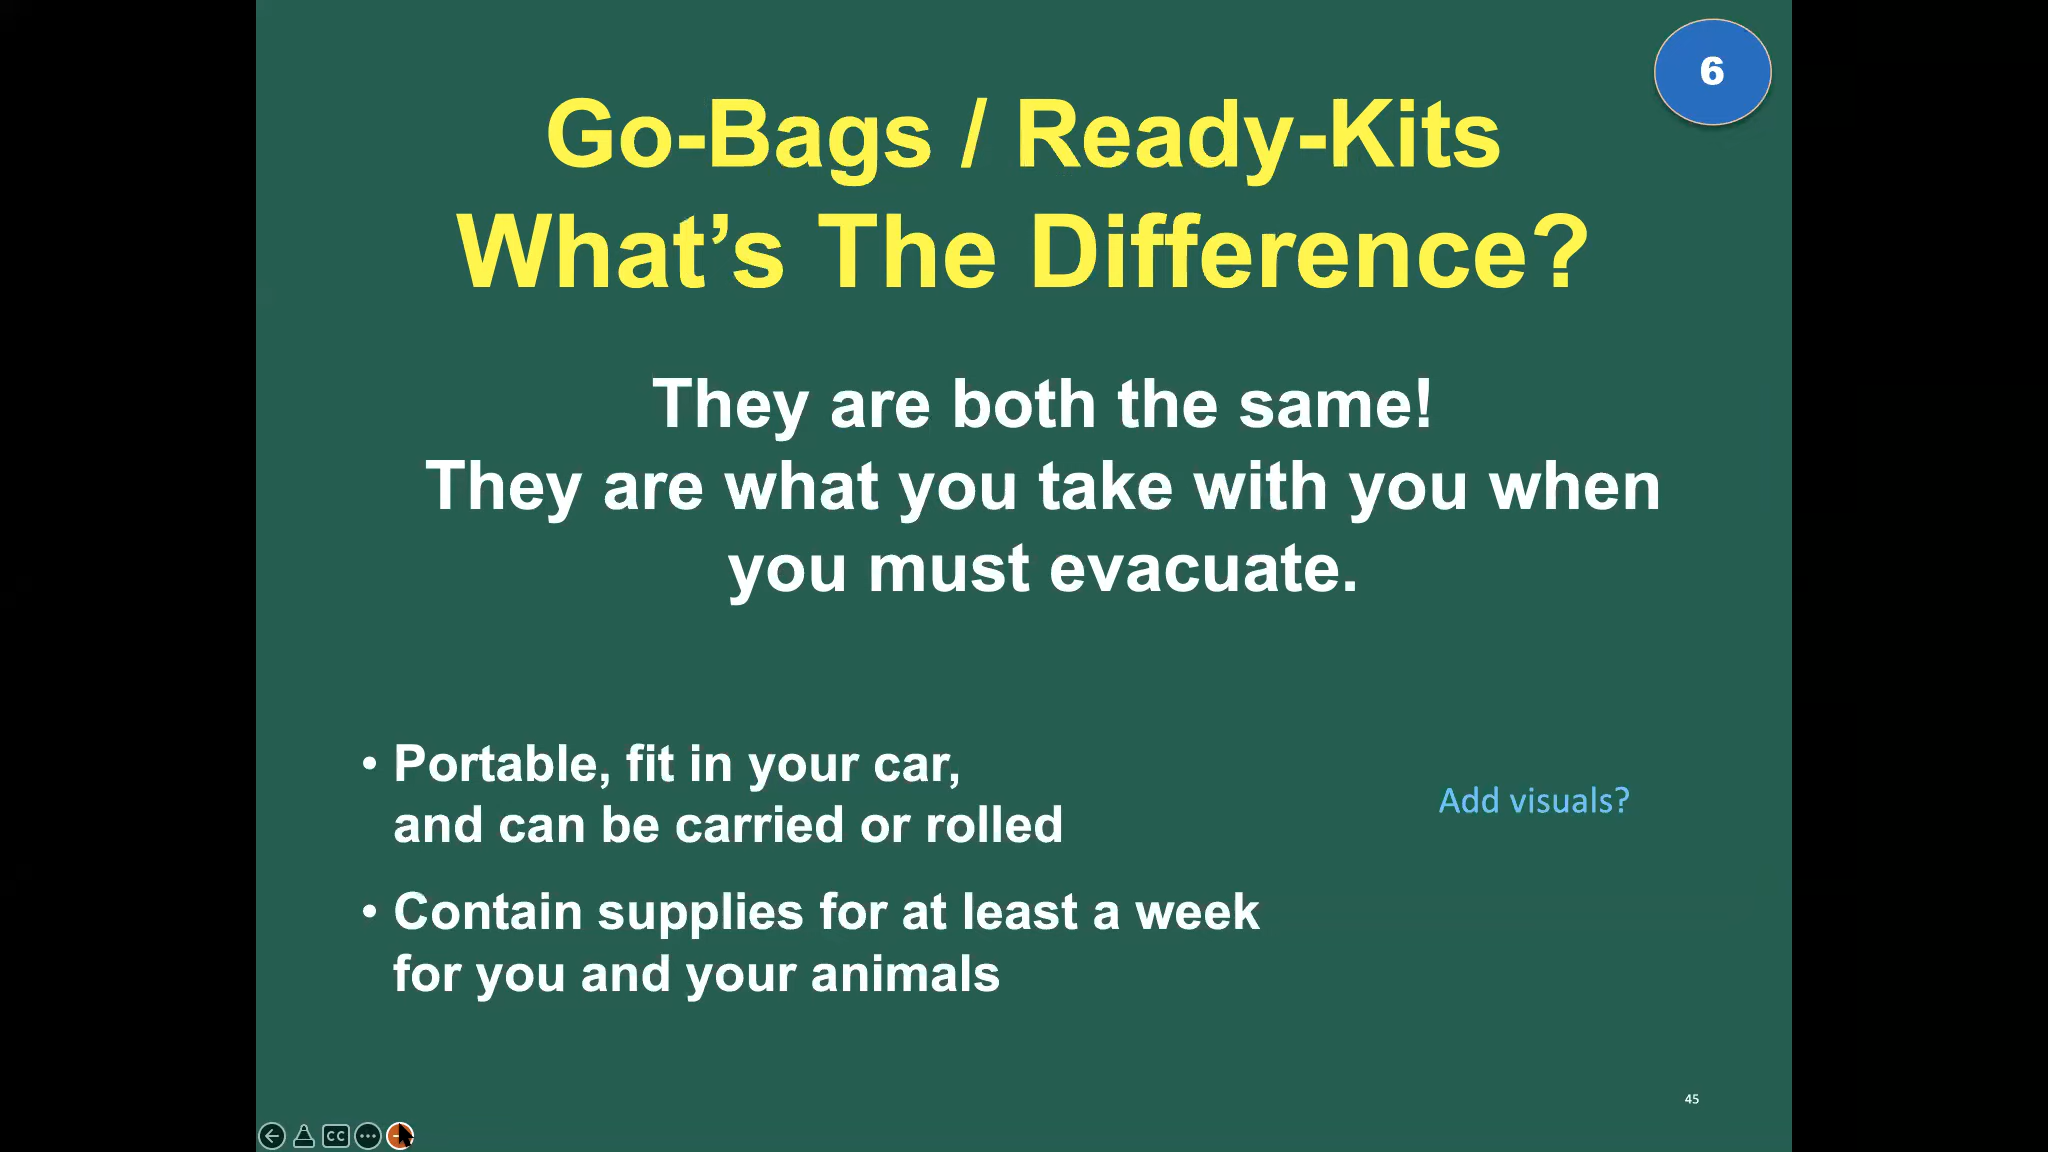 6
Go-Bags / Ready-Kits
What’s The Difference?
They are both the same!
They are what you take with you when
you must evacuate.
• Portable, fit in your car,
and can be carried or rolled
Add visuals?
• Contain supplies for at least a week
for you and your animals
45
CC